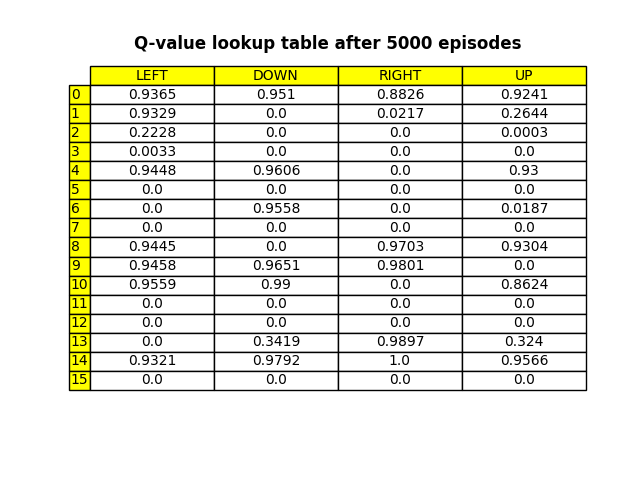 Q-value lookup table after 5000 episodes
LEFT DOWN RIGHT UP
0 0.9365 0.951 0.8826 0.9241
1 0.9329 0.0 0.0217 0.2644
2 0.2228 0.0 0.0 0.0003
3 0.0033 0.0 0.0 0.0
4 0.9448 0.9606 0.0 0.93
5 0.0 0.0 0.0 0.0
6 0.0 0.9558 0.0 0.0187
7 0.0 0.0 0.0 0.0
8 0.9445 0.0 0.9703 0.9304
9 0.9458 0.9651 0.9801 0.0
10 0.9559 0.99 0.0 0.8624
11 0.0 0.0 0.0 0.0
12 0.0 0.0 0.0 0.0
13 0.0 0.3419 0.9897 0.324
14 0.9321 0.9792 1.0 0.9566
15 0.0 0.0 0.0 0.0